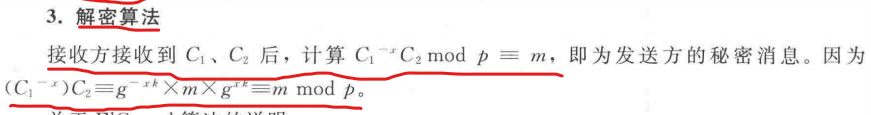 3. 解密算法
接收方接收到 C₁、C₂ 后，计算 C₁⁻ˣC₂ mod p ≡ m，即为发送方的秘密消息。因为
(C₁⁻ˣ)C₂≡g⁻ˣᵏ×m×gˣᵏ≡m mod p。